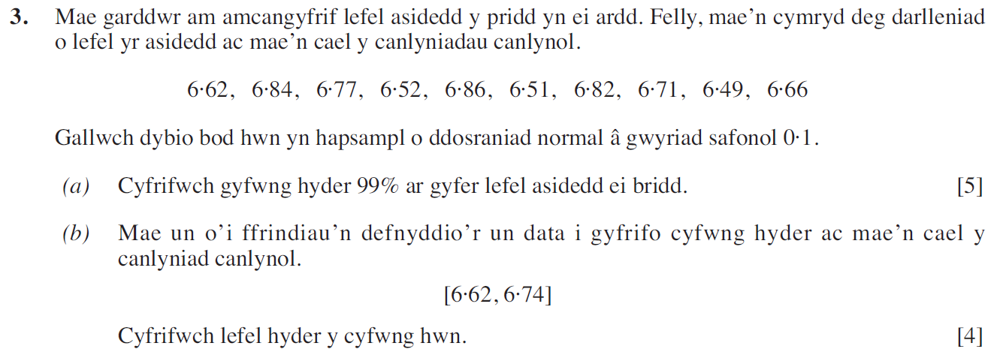 3. Mae garddwr am amcangyfrif lefel asidedd y pridd yn ei ardd. Felly, mae’n cymryd deg darlleniad
o lefel yr asidedd ac mae’n cael y canlyniadau canlynol.
6·62, 6·84, 6·77, 6·52, 6·86, 6·51, 6·82, 6·71, 6·49, 6·66
Gallwch dybio bod hwn yn hapsampl o ddosraniad normal â gwyriad safonol 0·1.
(a) Cyfrifwch gyfwng hyder 99% ar gyfer lefel asidedd ei bridd. [5]
(b) Mae un o’i ffrindiau’n defnyddio’r un data i gyfrifo cyfwng hyder ac mae’n cael y
canlyniad canlynol.
[6·62, 6·74]
Cyfrifwch lefel hyder y cyfwng hwn. [4]